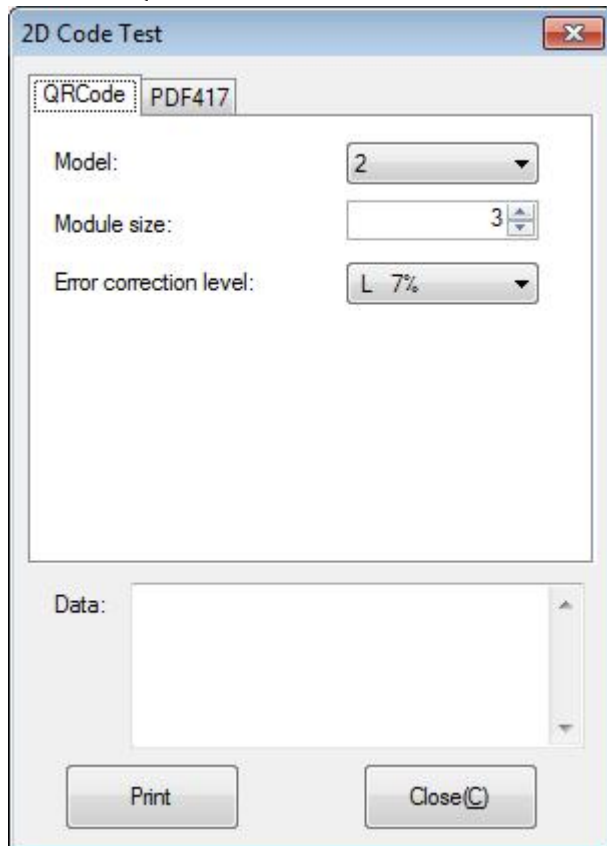 2D Code Test
QRCode PDF417
Model: 2
Module size: 3
Error correction level: L 7%
Data:
Print Close(C)